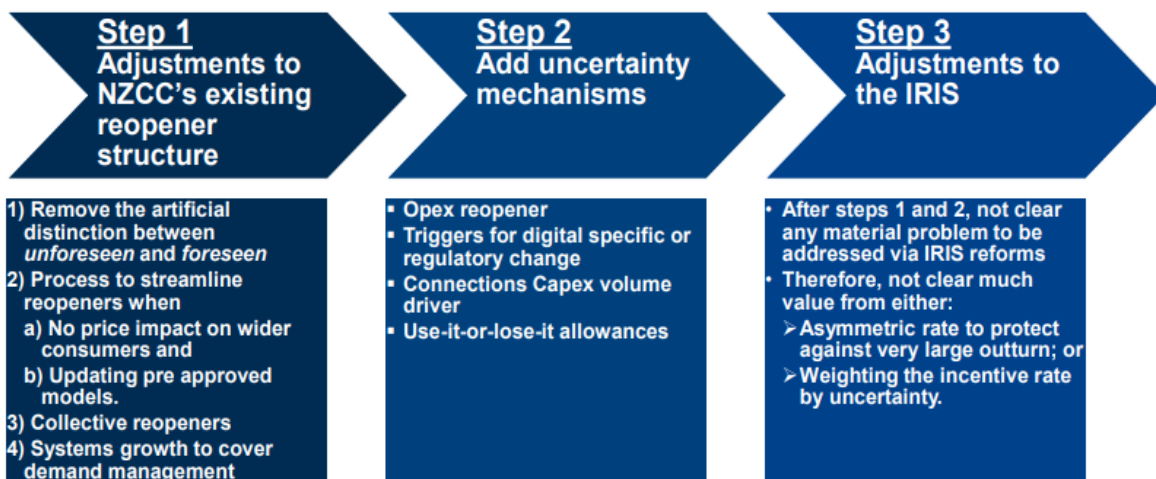 Step 1
Adjustments to
NZCC's existing
reopener
structure
1) Remove the artificial
distinction between
unforeseen and foreseen
2) Process to streamline
reopeners when
a) No price impact on wider
consumers and
b) Updating pre approved
models.
3) Collective reopeners
4) Systems growth to cover
demand management
Step 2
Add uncertainty
mechanisms
▪ Opex reopener
▪ Triggers for digital specific or
regulatory change
▪ Connections Capex volume
driver
▪ Use-it-or-lose-it allowances
Step 3
Adjustments to
the IRIS
• After steps 1 and 2, not clear
any material problem to be
addressed via IRIS reforms
• Therefore, not clear much
value from either:
➢ Asymmetric rate to protect
against very large outturn; or
➢ Weighting the incentive rate
by uncertainty.